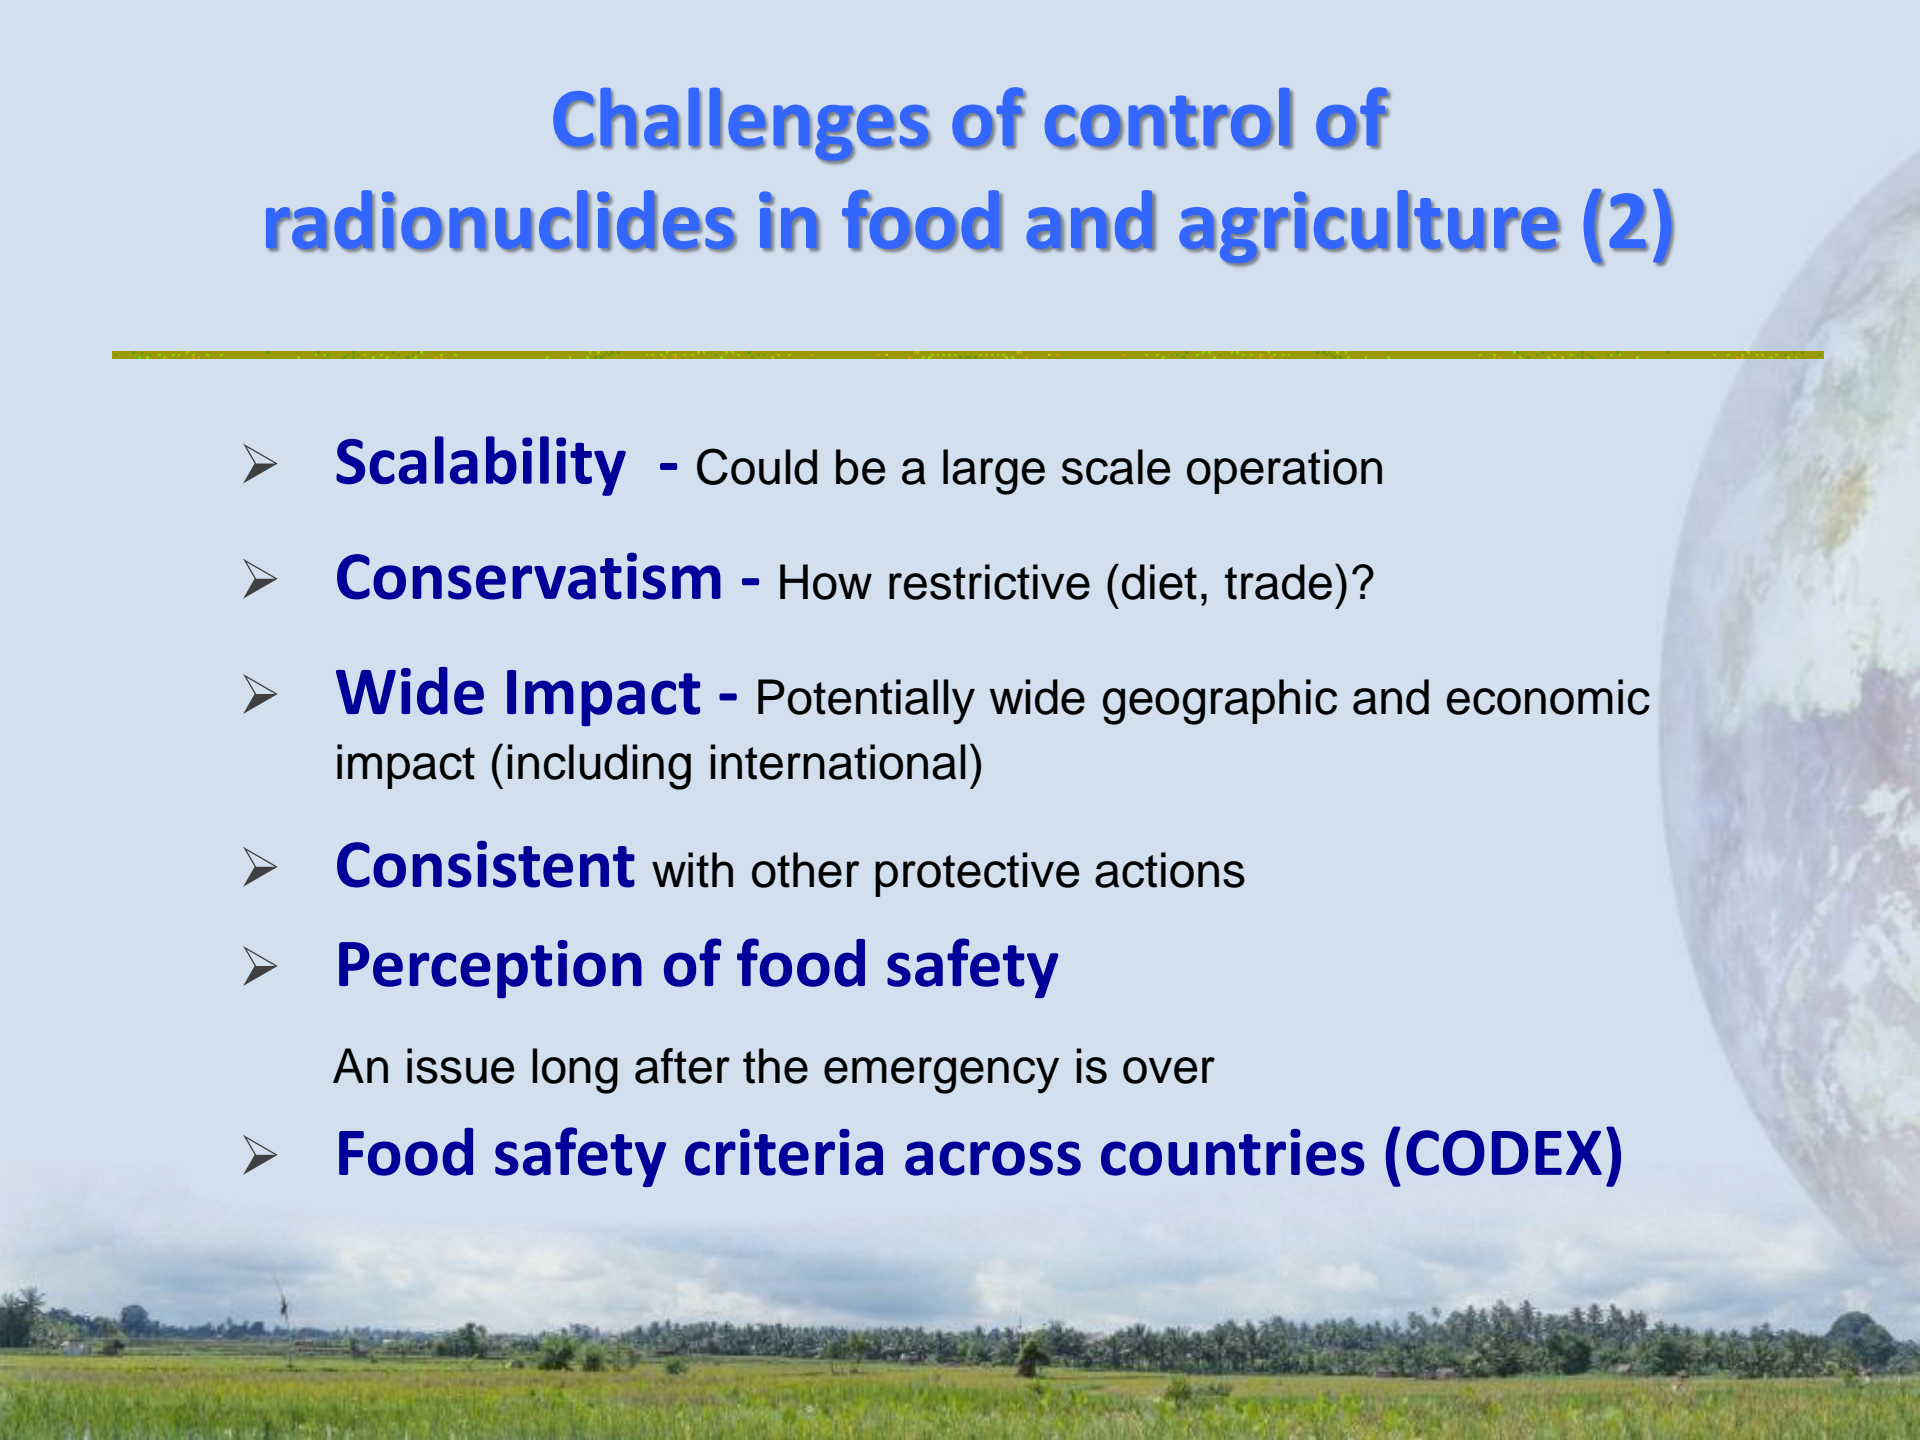 Challenges of control of
radionuclides in food and agriculture (2)
➢ Scalability - Could be a large scale operation
➢ Conservatism - How restrictive (diet, trade)?
➢ Wide Impact - Potentially wide geographic and economic
impact (including international)
➢ Consistent with other protective actions
➢ Perception of food safety
An issue long after the emergency is over
➢ Food safety criteria across countries (CODEX)